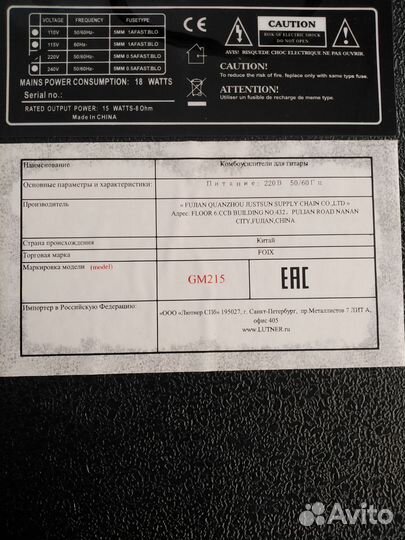 VOLTAGE FREQUENCY FUSETYPE
110V 50/60Hz- 5MM 1AFAST.BLO
115V 60Hz- 5MM 1AFAST.BLO
220V 50/60Hz- 5MM 0.5AFAST.BLO
240V 50/60Hz- 5MM 0.5AFAST.BLO
MAINS POWER CONSUMPTION: 18 WATTS
Serial no.:
RATED OUTPUT POWER: 15 WATTS-8 Ohm
Made In CHINA
CAUTION
RISK OF ELECTRIC SHOCK
DO NOT OPEN
AVIS: RISQUEDE CHOC ELECTRIQUE NE PAS OUVRIR
CAUTION!
To reduce the risk of fire, replace only with same type fuse.
ATTENTION!
Utiliser un fusible de recharge de meme type.
Наименование Комбоусилители для гитары
Основные параметры и характеристики: Питание: 220В 50/60Гц
Производитель « FUJIAN QUANZHOU JUSTSUN SUPPLY CHAIN CO.,LTD »
Адрес: FLOOR 6.CCB BUILDING NO.432, PULIAN ROAD NANAN
CITY,FUJIAN,CHINA
Страна происхождения Китай
Торговая марка FOIX
Маркировка модели (model) GM215 EAC
Импортер в Российскую Федерацию: «ООО «Лютнер СПб» 195027, г. Санкт-Петербург, пр.Металлистов 7 ЛИТ А,
офис 405
www.LUTNER.ru
Avito